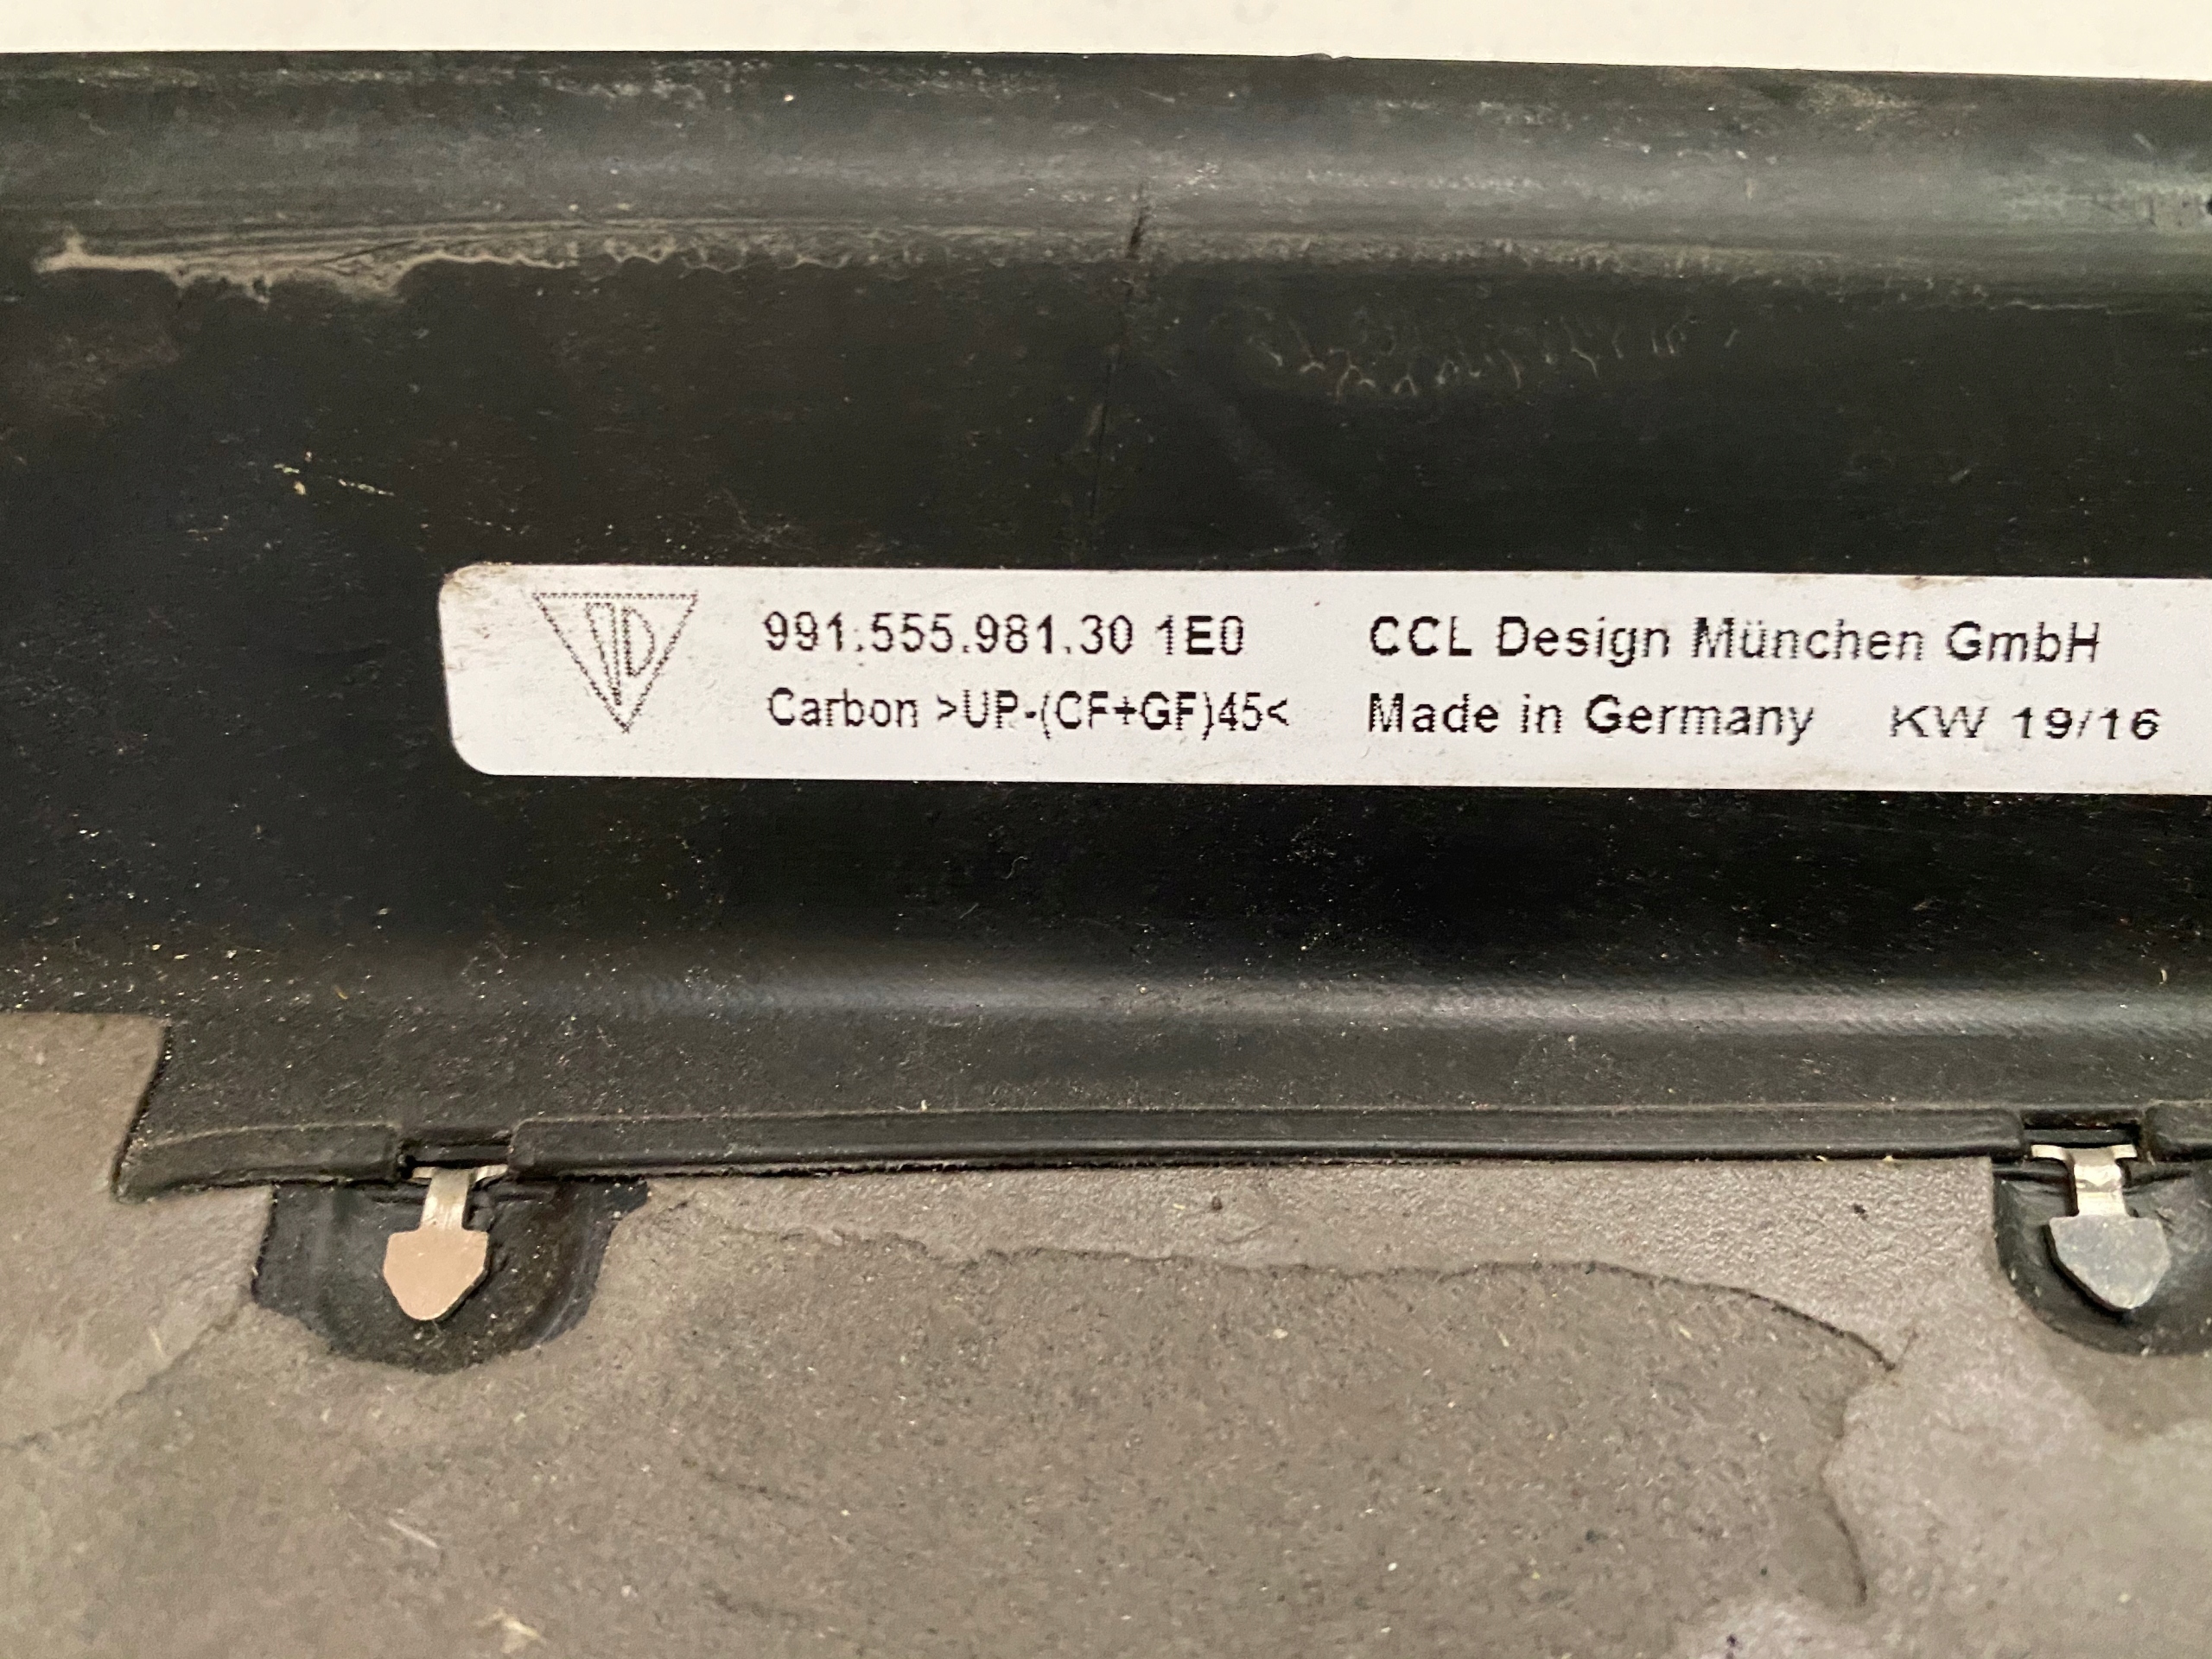 991.555.981.30 1E0 CCL Design München GmbH
Carbon >UP-(CF+GF)45< Made in Germany KW 19/16